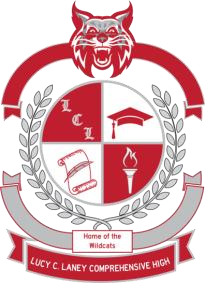 L
C
L
Home of the
Wildcats
LUCY C. LANEY COMPREHENSIVE HIGH